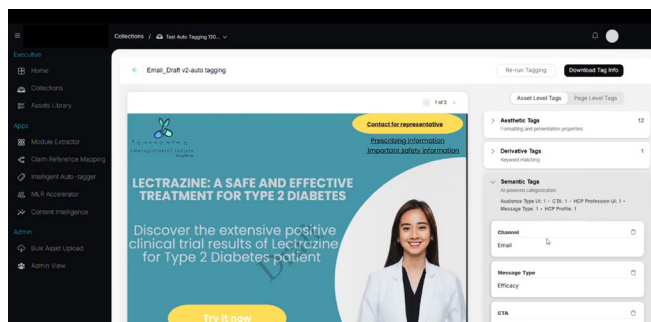 Collections / Test Auto Tagging 130...
Executive
Home
Collections
Assets Library
Apps
Module Extractor
Claim Reference Mapping
Intelligent Auto-tagger
MLR Accelerator
Content Intelligence
Admin
Bulk Asset Upload
Admin View
Email_Draft v2-auto tagging
Re-run Tagging
Download Tag Info
1 of 3
Contact for representative
Prescribing Information
Important safety information
LECTRAZINE: A SAFE AND EFFECTIVE
TREATMENT FOR TYPE 2 DIABETES
Discover the extensive positive
clinical trial results of Lectrazine
for Type 2 Diabetes patient
Try it now
Asset Level Tags
Page Level Tags
Aesthetic Tags 12
Formatting and presentation properties.
Derivative Tags 1
Keyword matching.
Semantic Tags
AI powered categorization
Audience Type UI: 1 • CTA: 1 • HCP Profession UI: 1 •
Message Type: 1 • HCP Profile: 1
Channel
Email
Message Type
Efficacy
CTA